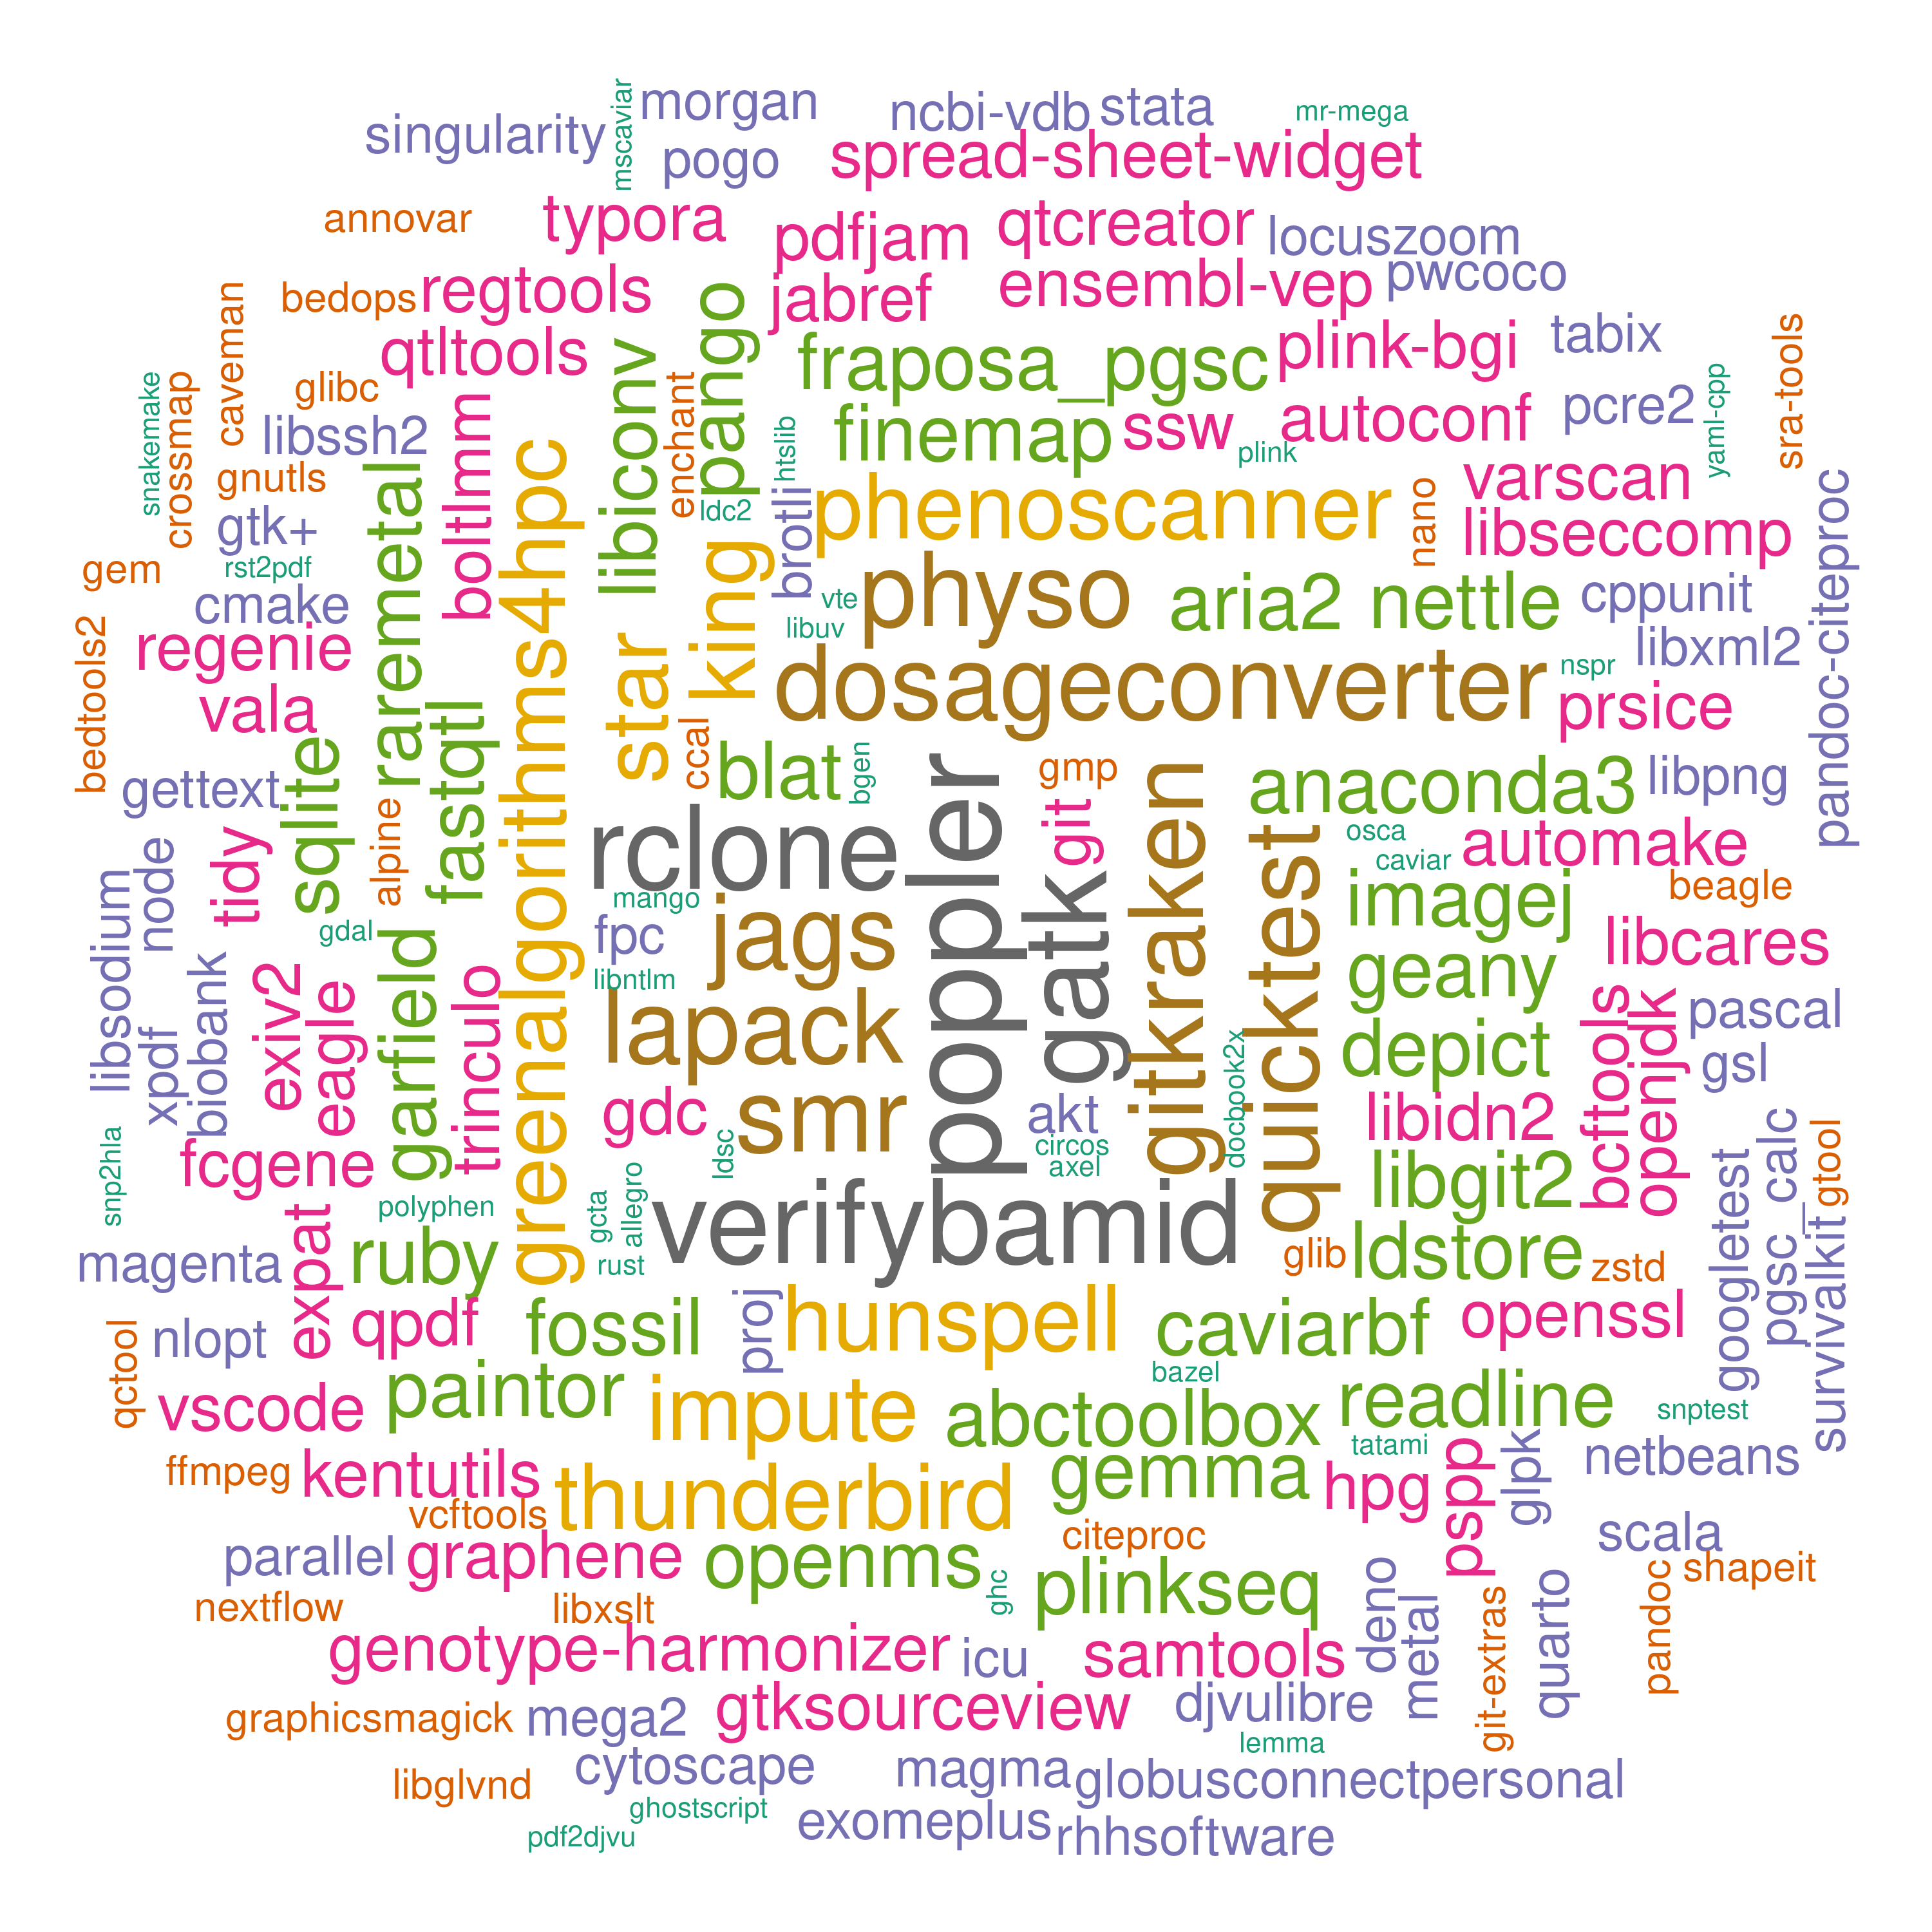 morgan
ncbi-vdb
stata
mr-mega
singularity
mscaviar
pogo
spread-sheet-widget
annovar
typora
pdfjam
qtcreator
locuszoom
bedops
regtools
jabref
ensembl-vep
pwcoco
caveman
qtltools
libiconv
pango
fraposa_pgsc
plink-bgi
tabix
sra-tools
snakemake
crossmap
glibc
libssh2
boltlmm
enchant
htslib
finemap
ssw
plink
autoconf
pcre2
yaml-cpp
gnutls
raremetal
greenalgorithms4hpc
ldc2
brotli
phenoscanner
nano
varscan
pandoc-citeproc
gtk+
libseccomp
gem
rst2pdf
king
vte
physo
aria2
nettle
cppunit
cmake
libuv
bedtools2
regenie
star
dosageconverter
nspr
libxml2
vala
fastqtl
ccal
prsice
gettext
sqlite
blat
bgen
poppler
gmp
gitkraken
anaconda3
libpng
alpine
rclone
git
quicktest
osca
automake
node
tidy
caviar
mango
gatk
imagej
beagle
libsodium
gdal
garfield
fpc
jags
libcares
biobank
exiv2
eagle
trinculo
libntlm
geany
bcftools
openjdk
pascal
xpdf
lapack
docbook2x
depict
gsl
gdc
smr
akt
libidn2
snp2hla
fcgene
ldsc
circos
axel
libgit2
googletest
pgsc_calc
gtool
polyphen
gcta
allegro
verifybamid
magenta
expat
ruby
rust
glib
ldstore
zstd
survivalkit
qctool
nlopt
qpdf
fossil
proj
hunspell
caviarbf
openssl
vscode
paintor
impute
bazel
abctoolbox
readline
snptest
ffmpeg
kentutils
thunderbird
gemma
tatami
hpg
pspp
glpk
netbeans
vcftools
citeproc
scala
parallel
graphene
openms
ghc
plinkseq
deno
metal
git-extras
quarto
pandoc
shapeit
nextflow
libxslt
genotype-harmonizer
icu
samtools
graphicsmagick
mega2
gtksourceview
djvulibre
lemma
libglvnd
cytoscape
magma
globusconnectpersonal
ghostscript
exomeplus
rhhsoftware
pdf2djvu